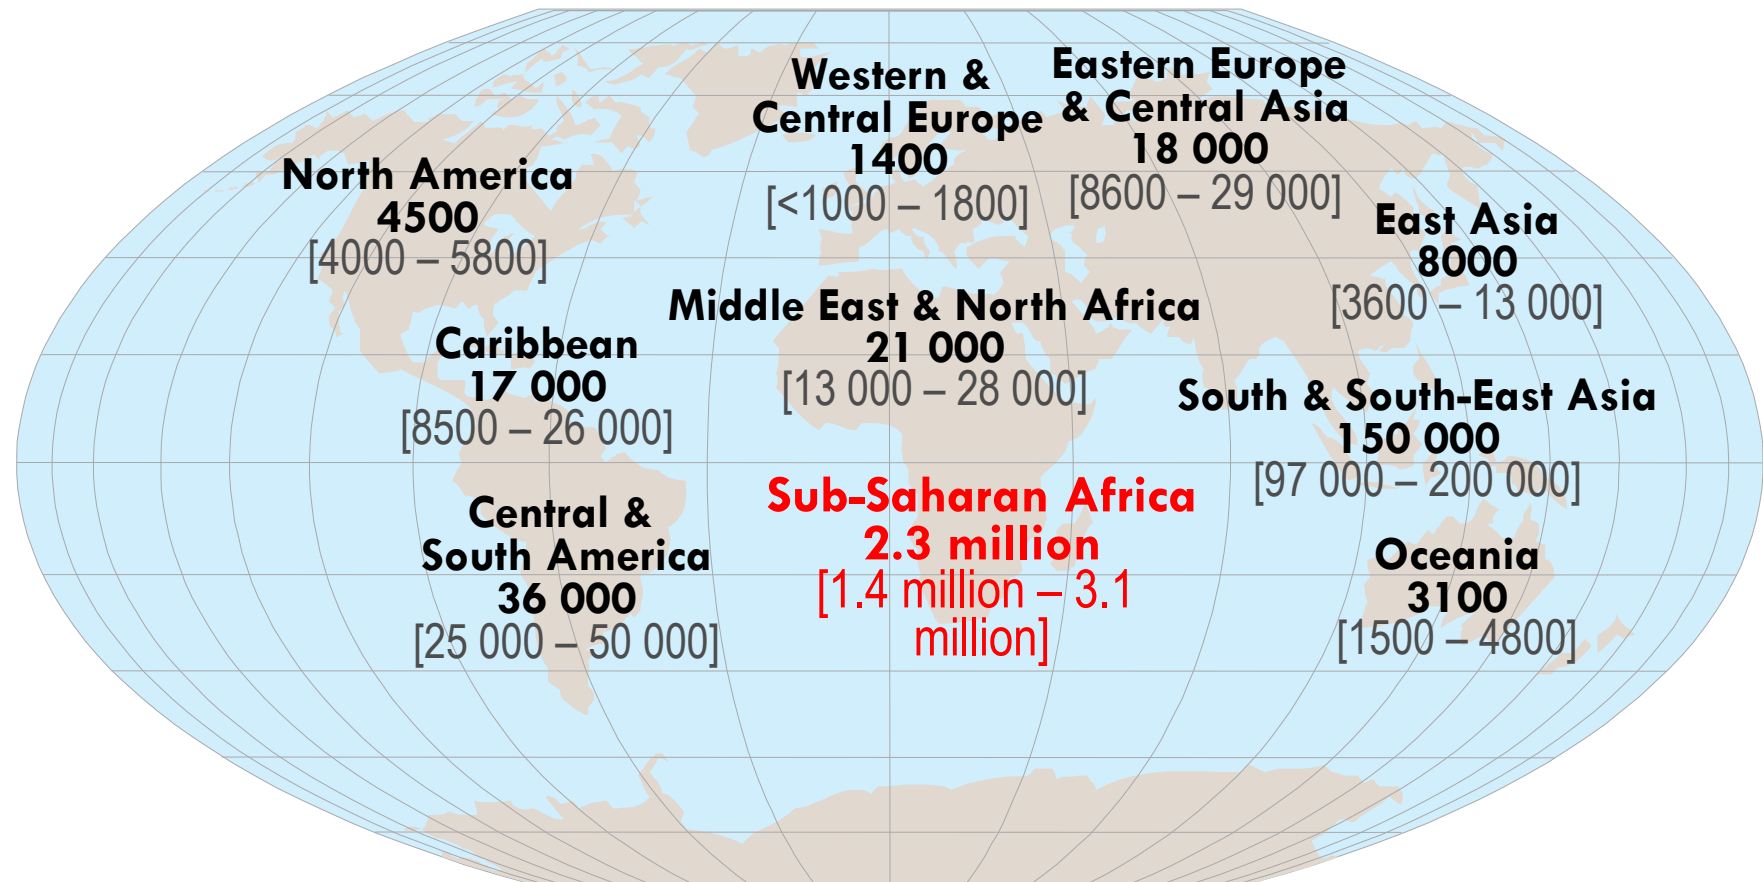 Western &
Central Europe
1400
[<1000 – 1800]
Eastern Europe
& Central Asia
18 000
[8600 – 29 000]
North America
4500
[4000 – 5800]
East Asia
8000
[3600 – 13 000]
Middle East & North Africa
21 000
[13 000 – 28 000]
Caribbean
17 000
[8500 – 26 000]
South & South-East Asia
150 000
[97 000 – 200 000]
Sub-Saharan Africa
2.3 million
[1.4 million – 3.1
million]
Central &
South America
36 000
[25 000 – 50 000]
Oceania
3100
[1500 – 4800]